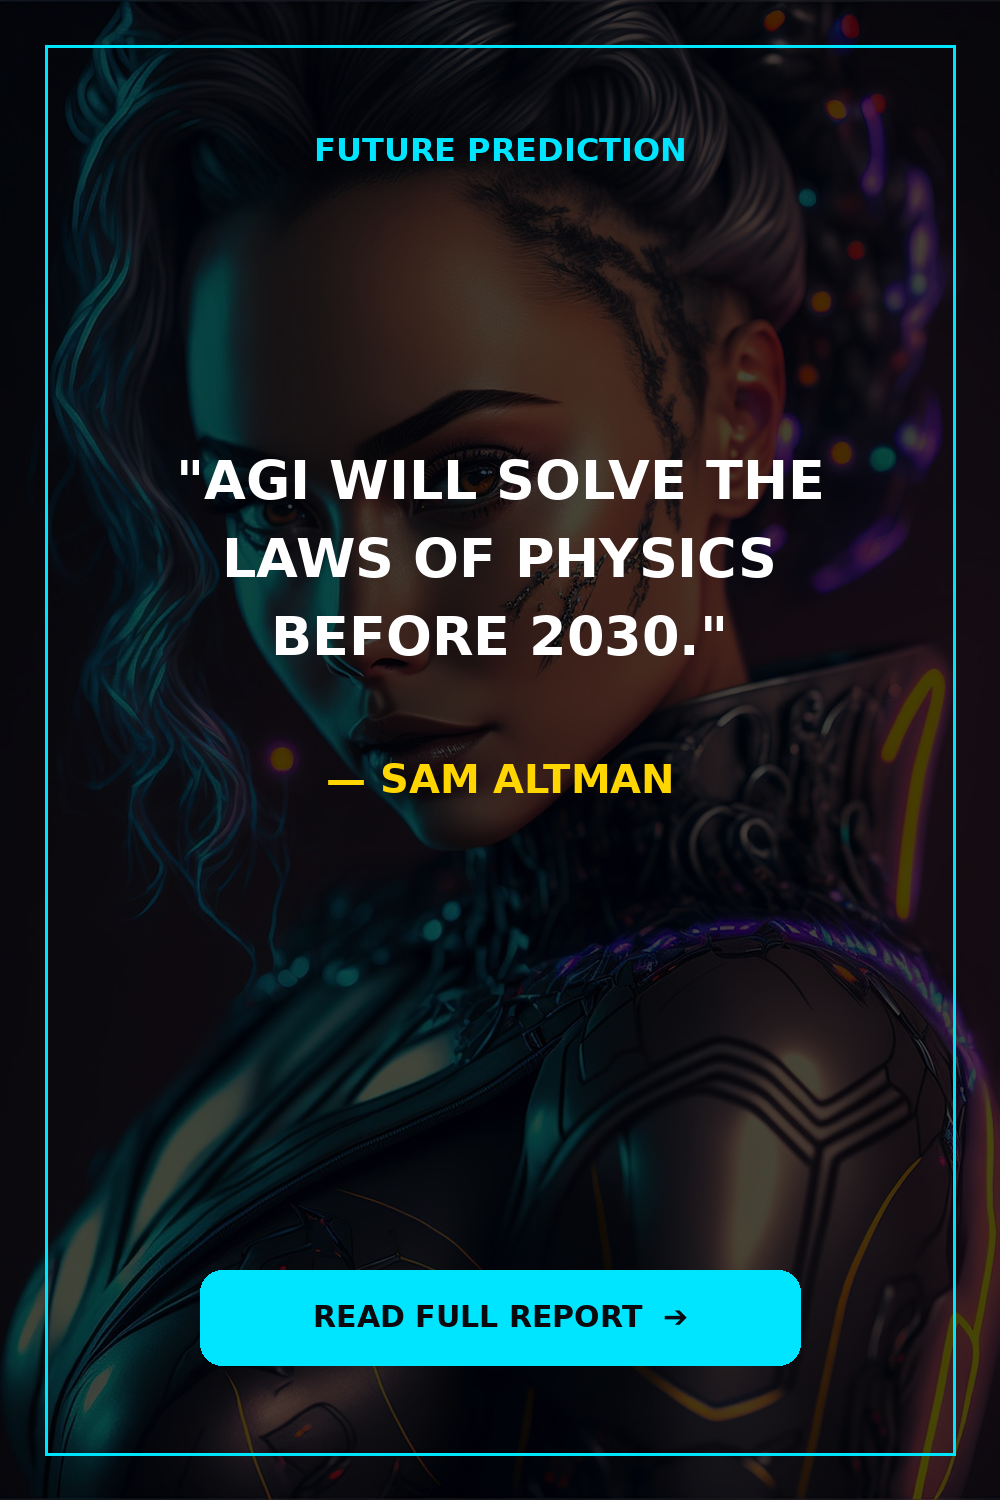 FUTURE PREDICTION
"AGI WILL SOLVE THE
LAWS OF PHYSICS
BEFORE 2030."
— SAM ALTMAN
READ FULL REPORT ➔